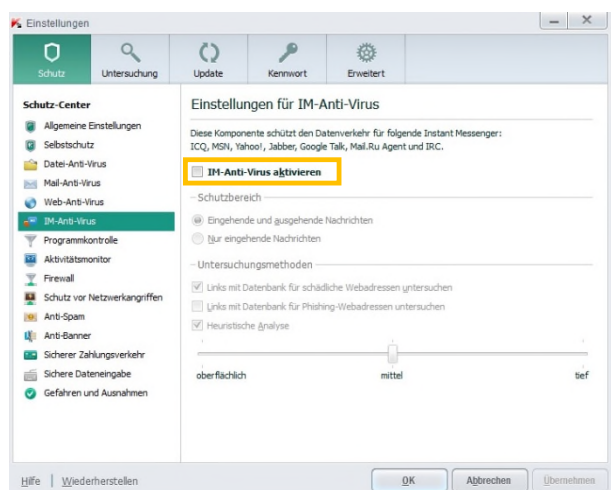 Einstellungen
Schutz
Untersuchung
Update
Kennwort
Erweitert
Schutz-Center
Allgemeine Einstellungen
Selbstschutz
Datei-Anti-Virus
Mail-Anti-Virus
Web-Anti-Virus
IM-Anti-Virus
Programmkontrolle
Aktivitätsmonitor
Firewall
Schutz vor Netzwerkangriffen
Anti-Spam
Anti-Banner
Sicherer Zahlungsverkehr
Sichere Dateneingabe
Gefahren und Ausnahmen
Einstellungen für IM-Anti-Virus
Diese Komponente schützt den Datenverkehr für folgende Instant Messenger:
ICQ, MSN, Yahoo!, Jabber, Google Talk, Mail.Ru Agent und IRC.
IM-Anti-Virus aktivieren
Schutzbereich
Eingehende und ausgehende Nachrichten
Nur eingehende Nachrichten
Untersuchungsmethoden
Links mit Datenbank für schädliche Webadressen untersuchen
Links mit Datenbank für Phishing-Webadressen untersuchen
Heuristische Analyse
oberflächlich
mittel
tief
Hilfe | Wiederherstellen
OK
Abbrechen
Übernehmen